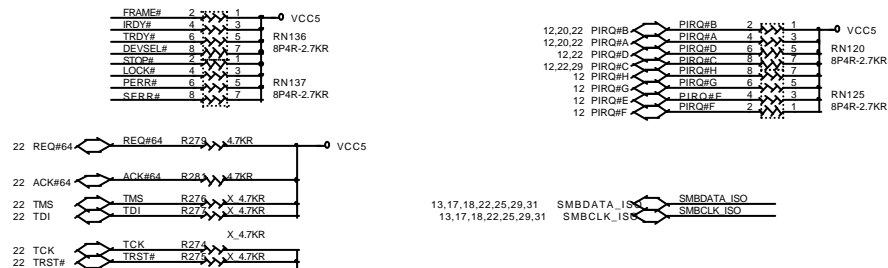 FRAME# 2 1 VCC5
IRDY# 4 3
TRDY# 6 5 RN136
DEVSEL# 8 7 8P4R-2.7KR
STOP# 2 1
LOCK# 4 3
PERR# 6 5 RN137
SERR# 8 7 8P4R-2.7KR
12,20,22 PIRQ#B PIRQ#B 2 1 VCC5
12,20,22 PIRQ#A PIRQ#A 4 3
12,22 PIRQ#D PIRQ#D 6 5 RN120
12,22,29 PIRQ#C PIRQ#C 8 7 8P4R-2.7KR
12 PIRQ#H PIRQ#H 8 7
12 PIRQ#G PIRQ#G 6 5
12 PIRQ#E PIRQ#E 4 3 RN125
12 PIRQ#F PIRQ#F 2 1 8P4R-2.7KR
22 REQ#64 REQ#64 R279 4.7KR VCC5
22 ACK#64 ACK#64 R281 4.7KR
22 TMS TMS R276 X_4.7KR
22 TDI TDI R277 X_4.7KR
X_4.7KR
22 TCK TCK R274
22 TRST# TRST# R275 X_4.7KR
13,17,18,22,25,29,31 SMBDATA_ISO SMBDATA_ISO
13,17,18,22,25,29,31 SMBCLK_ISO SMBCLK_ISO